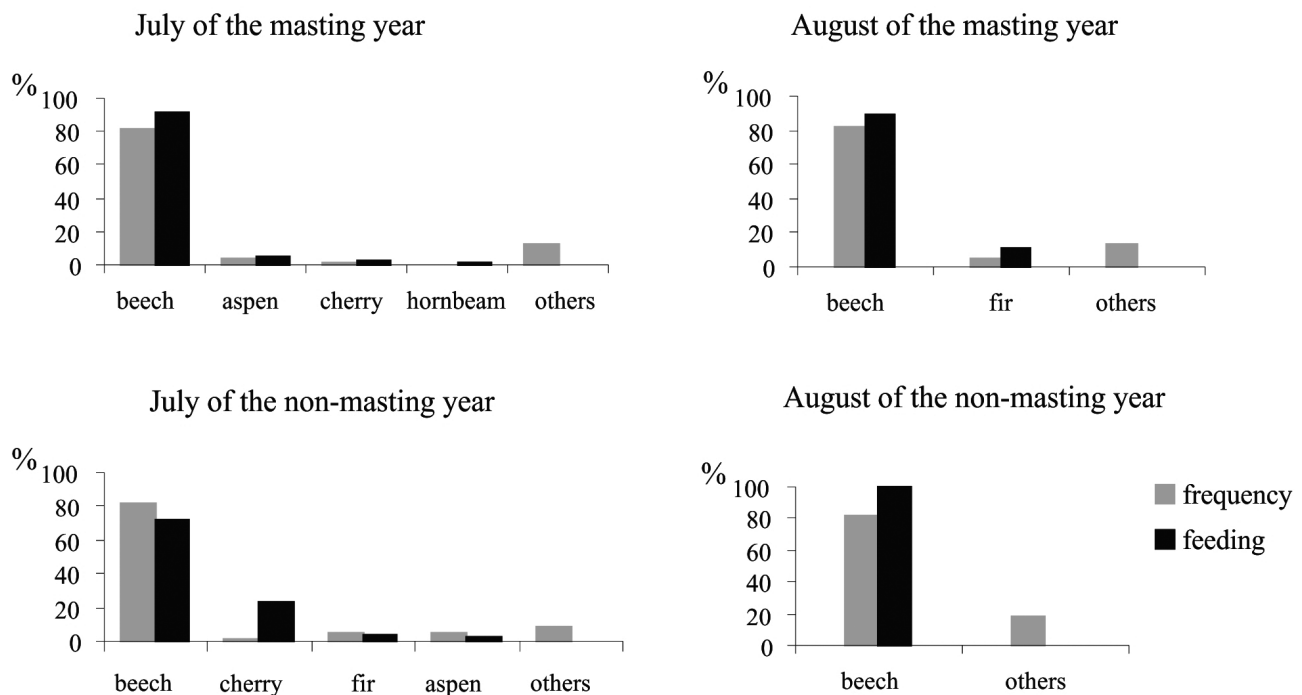 July of the masting year
%
100
80
60
40
20
0
beech aspen cherry hornbeam others
August of the masting year
%
100
80
60
40
20
0
beech fir others
July of the non-masting year
%
100
80
60
40
20
0
beech cherry fir aspen others
August of the non-masting year
%
100
80
60
40
20
0
beech others
frequency
feeding